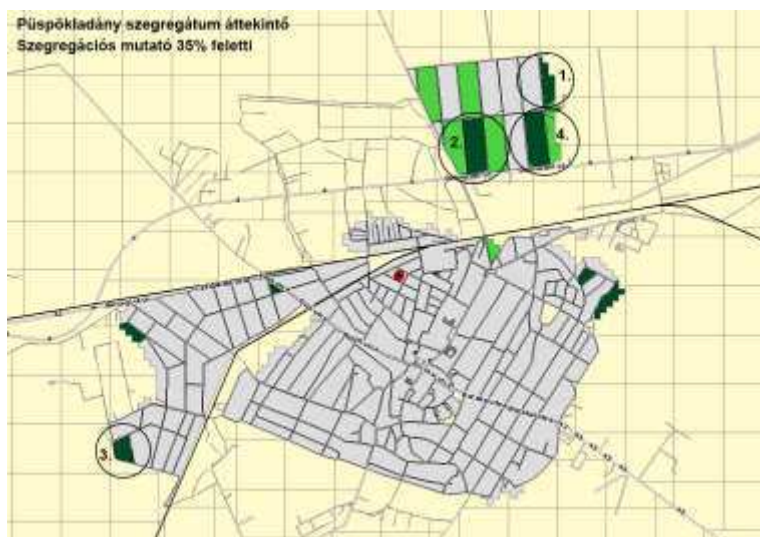 Püspökladány szegregátum áttekintő
Szegregációs mutató 35% feletti
1.
2.
4.
3.